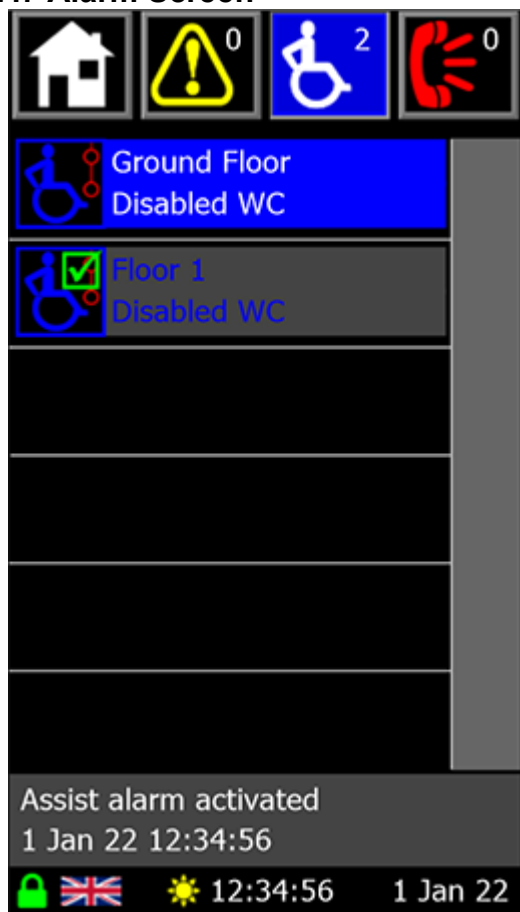 0
2
0
Ground Floor
Disabled WC
Floor 1
Disabled WC
Assist alarm activated
1 Jan 22 12:34:56
12:34:56 1 Jan 22